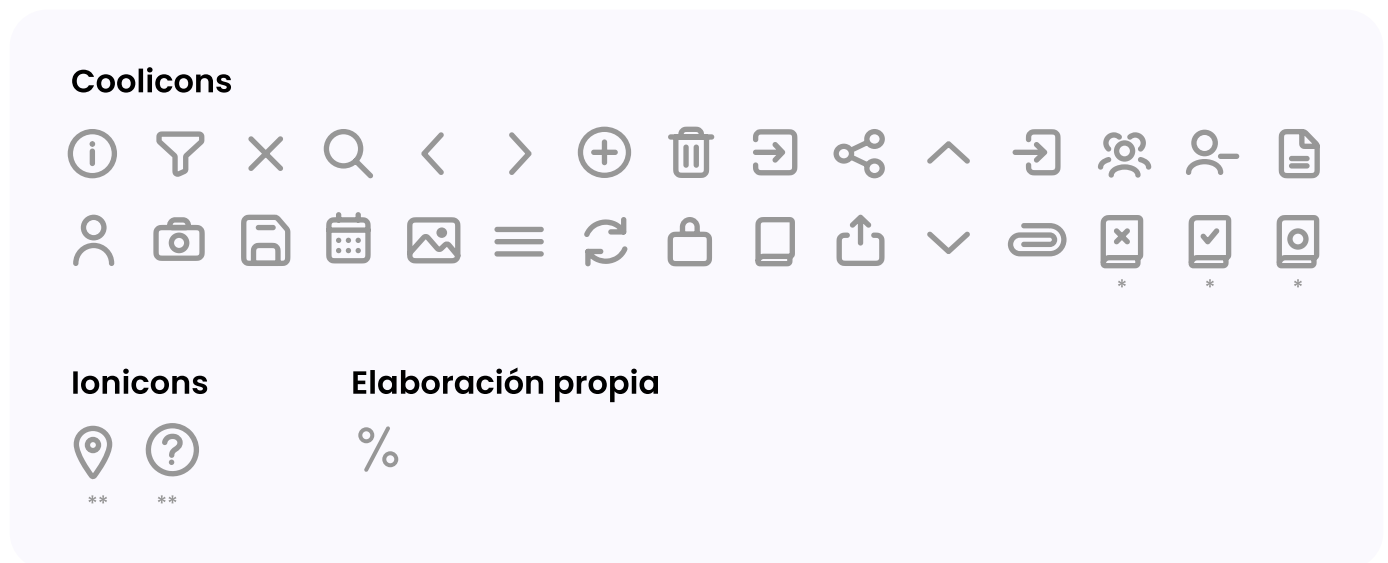 Coolicons
* * *
Ionicons Elaboración propia
%
** **